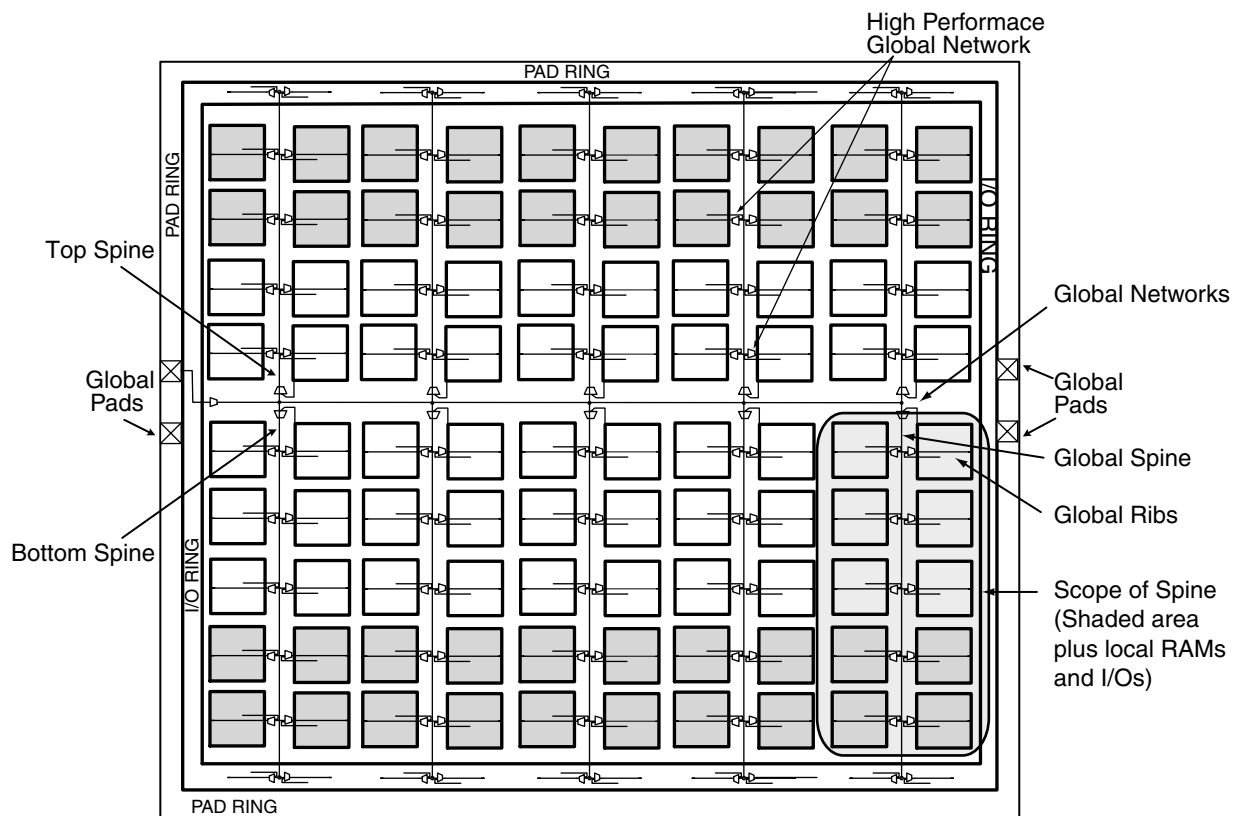 High Performace
Global Network
PAD RING
PAD RING
I/O RING
Top Spine
Global Networks
Global
Pads
Global
Pads
Global Spine
Global Ribs
Bottom Spine
I/O RING
Scope of Spine
(Shaded area
plus local RAMs
and I/Os)
PAD RING